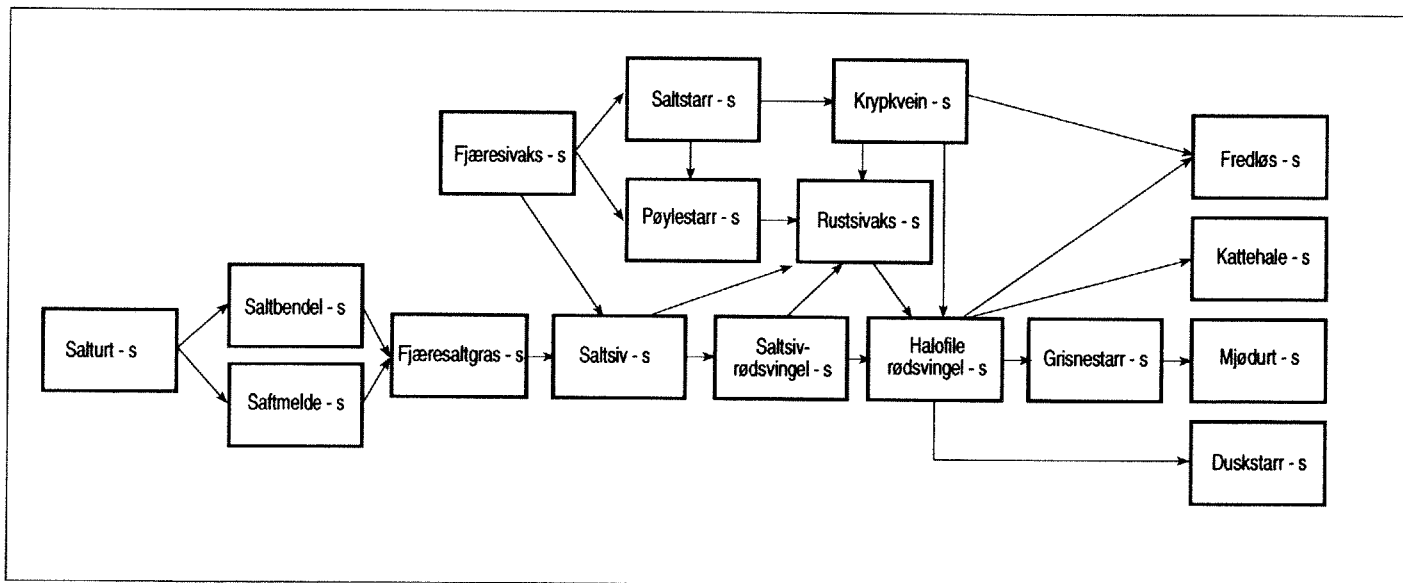 Saltstarr - s
Krypkvein - s
Fjæresivaks - s
Fredløs - s
Pøylestarr - s
Rustsivaks - s
Kattehale - s
Saltbendel - s
Salturt - s
Fjæresaltgras - s
Saltsiv - s
Saltsiv-
rødsvingel - s
Halofile
rødsvingel - s
Grisnestarr - s
Mjødurt - s
Saftmelde - s
Duskstarr - s